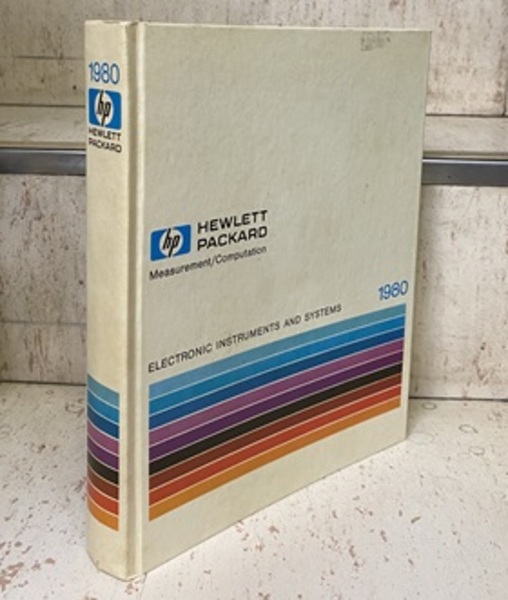 1980
hp
HEWLETT
PACKARD
hp
HEWLETT
PACKARD
Measurement/Computation
1980
ELECTRONIC INSTRUMENTS AND SYSTEMS